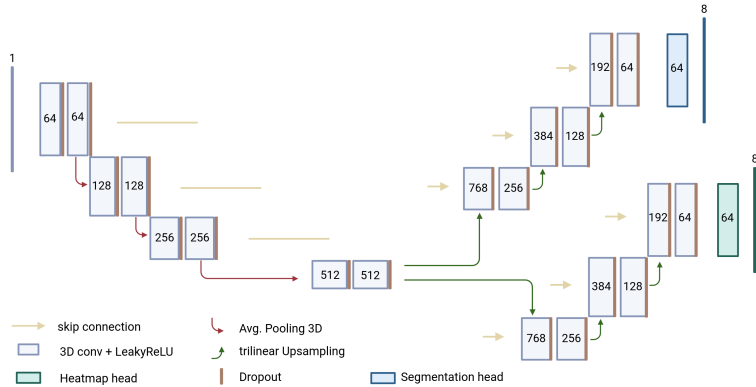 8
192 64 64
1
64 64
384 128
8
128 128
768 256
192 64 64
256 256
512 512
384 128
768 256
skip connection
Avg. Pooling 3D
3D conv + LeakyReLU
trilinear Upsampling
Heatmap head
Dropout
Segmentation head